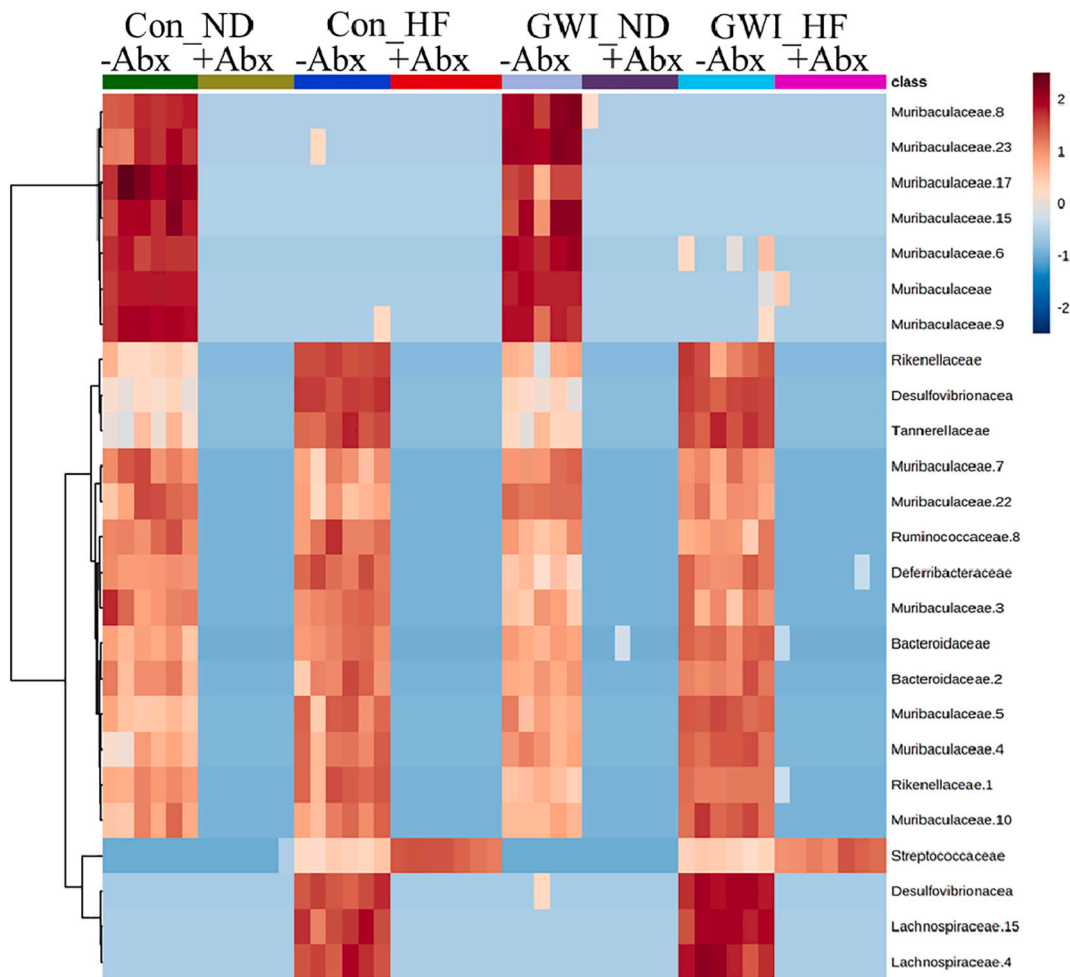 Con_ND Con_HF GWI_ND GWI_HF
-Abx +Abx -Abx +Abx -Abx +Abx -Abx +Abx
class
Muribaculaceae.8
Muribaculaceae.23
Muribaculaceae.17
Muribaculaceae.15
Muribaculaceae.6
Muribaculaceae
Muribaculaceae.9
Rikenellaceae
Desulfovibrionacea
Tannerellaceae
Muribaculaceae.7
Muribaculaceae.22
Ruminococcaceae.8
Deferribacteraceae
Muribaculaceae.3
Bacteroidaceae
Bacteroidaceae.2
Muribaculaceae.5
Muribaculaceae.4
Rikenellaceae.1
Muribaculaceae.10
Streptococcaceae
Desulfovibrionacea
Lachnospiraceae.15
Lachnospiraceae.4
2
1
0
-1
-2